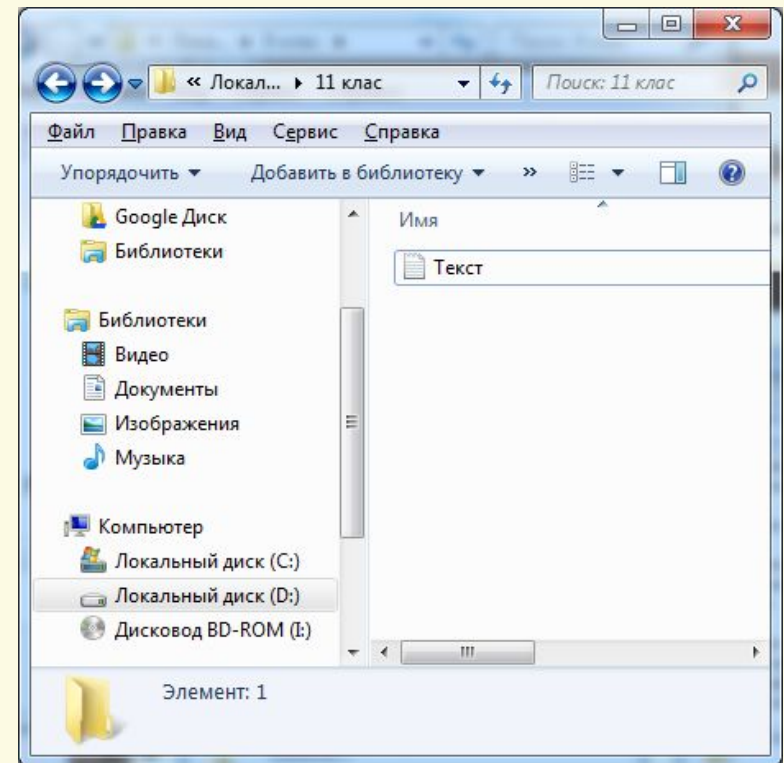 « Локал... 11 клас Поиск: 11 клас
Файл Правка Вид Сервис Справка
Упорядочить Добавить в библиотеку »
Google Диск
Библиотеки
Библиотеки
Видео
Документы
Изображения
Музыка
Компьютер
Локальный диск (C:)
Локальный диск (D:)
Дисковод BD-ROM (I:)
Имя
Текст
Элемент: 1